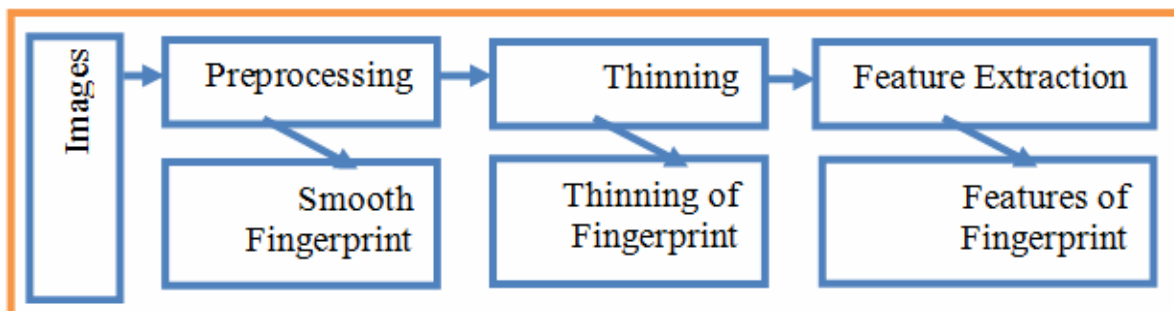 Images
Preprocessing
Thinning
Feature Extraction
Smooth
Fingerprint
Thinning of
Fingerprint
Features of
Fingerprint